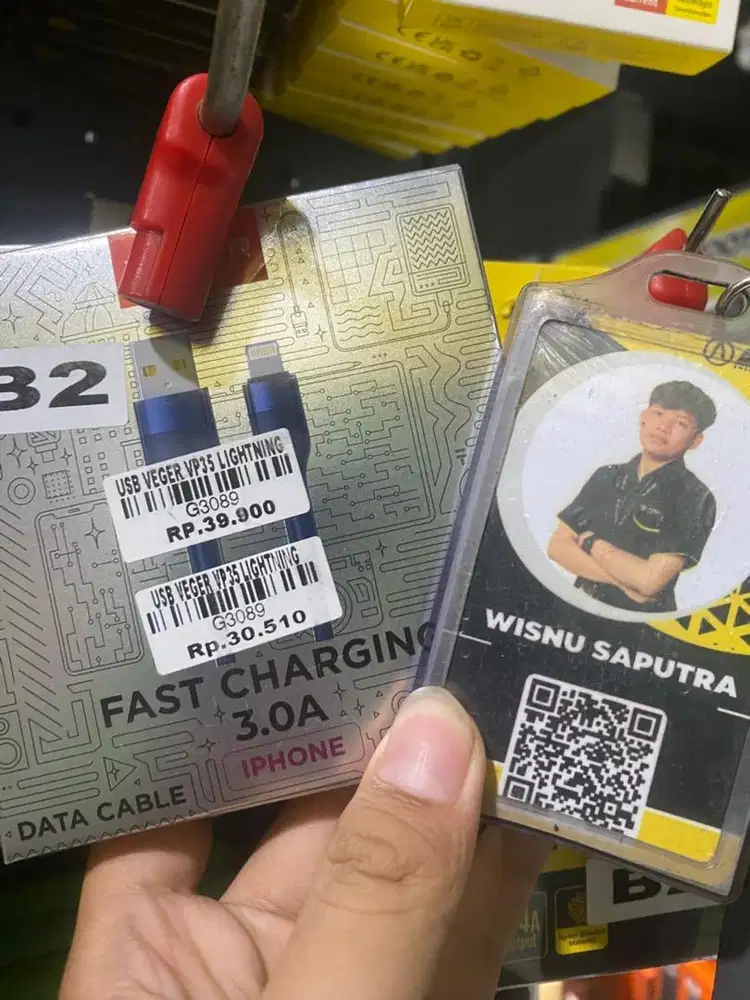 B2
USB VEGER VP35 LIGHTNING
G3089
RP.39.900
USB VEGER VP35 LIGHTNING
G3089
Rp.30.510
FAST CHARGING
3.0A
IPHONE
DATA CABLE
WISNU SAPUTRA